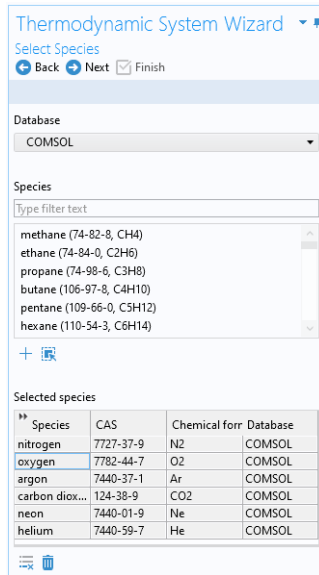 Thermodynamic System Wizard
Select Species
Back Next Finish
Database
COMSOL
Species
Type filter text
methane (74-82-8, CH4)
ethane (74-84-0, C2H6)
propane (74-98-6, C3H8)
butane (106-97-8, C4H10)
pentane (109-66-0, C5H12)
hexane (110-54-3, C6H14)
Selected species
Species CAS Chemical forr Database
nitrogen 7727-37-9 N2 COMSOL
oxygen 7782-44-7 O2 COMSOL
argon 7440-37-1 Ar COMSOL
carbon diox... 124-38-9 CO2 COMSOL
neon 7440-01-9 Ne COMSOL
helium 7440-59-7 He COMSOL